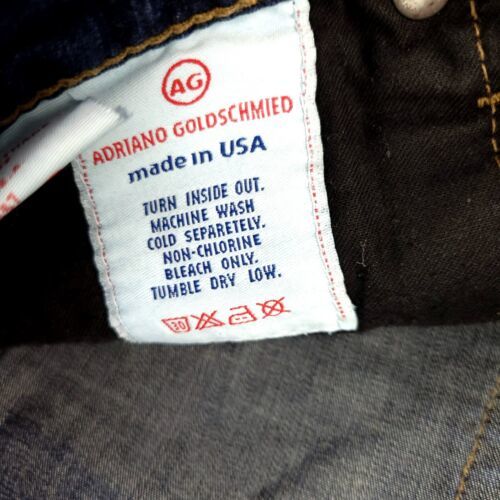 AG
ADRIANO GOLDSCHMIED
made in USA
TURN INSIDE OUT.
MACHINE WASH
COLD SEPARETELY.
NON-CHLORINE
BLEACH ONLY.
TUMBLE DRY LOW.
30